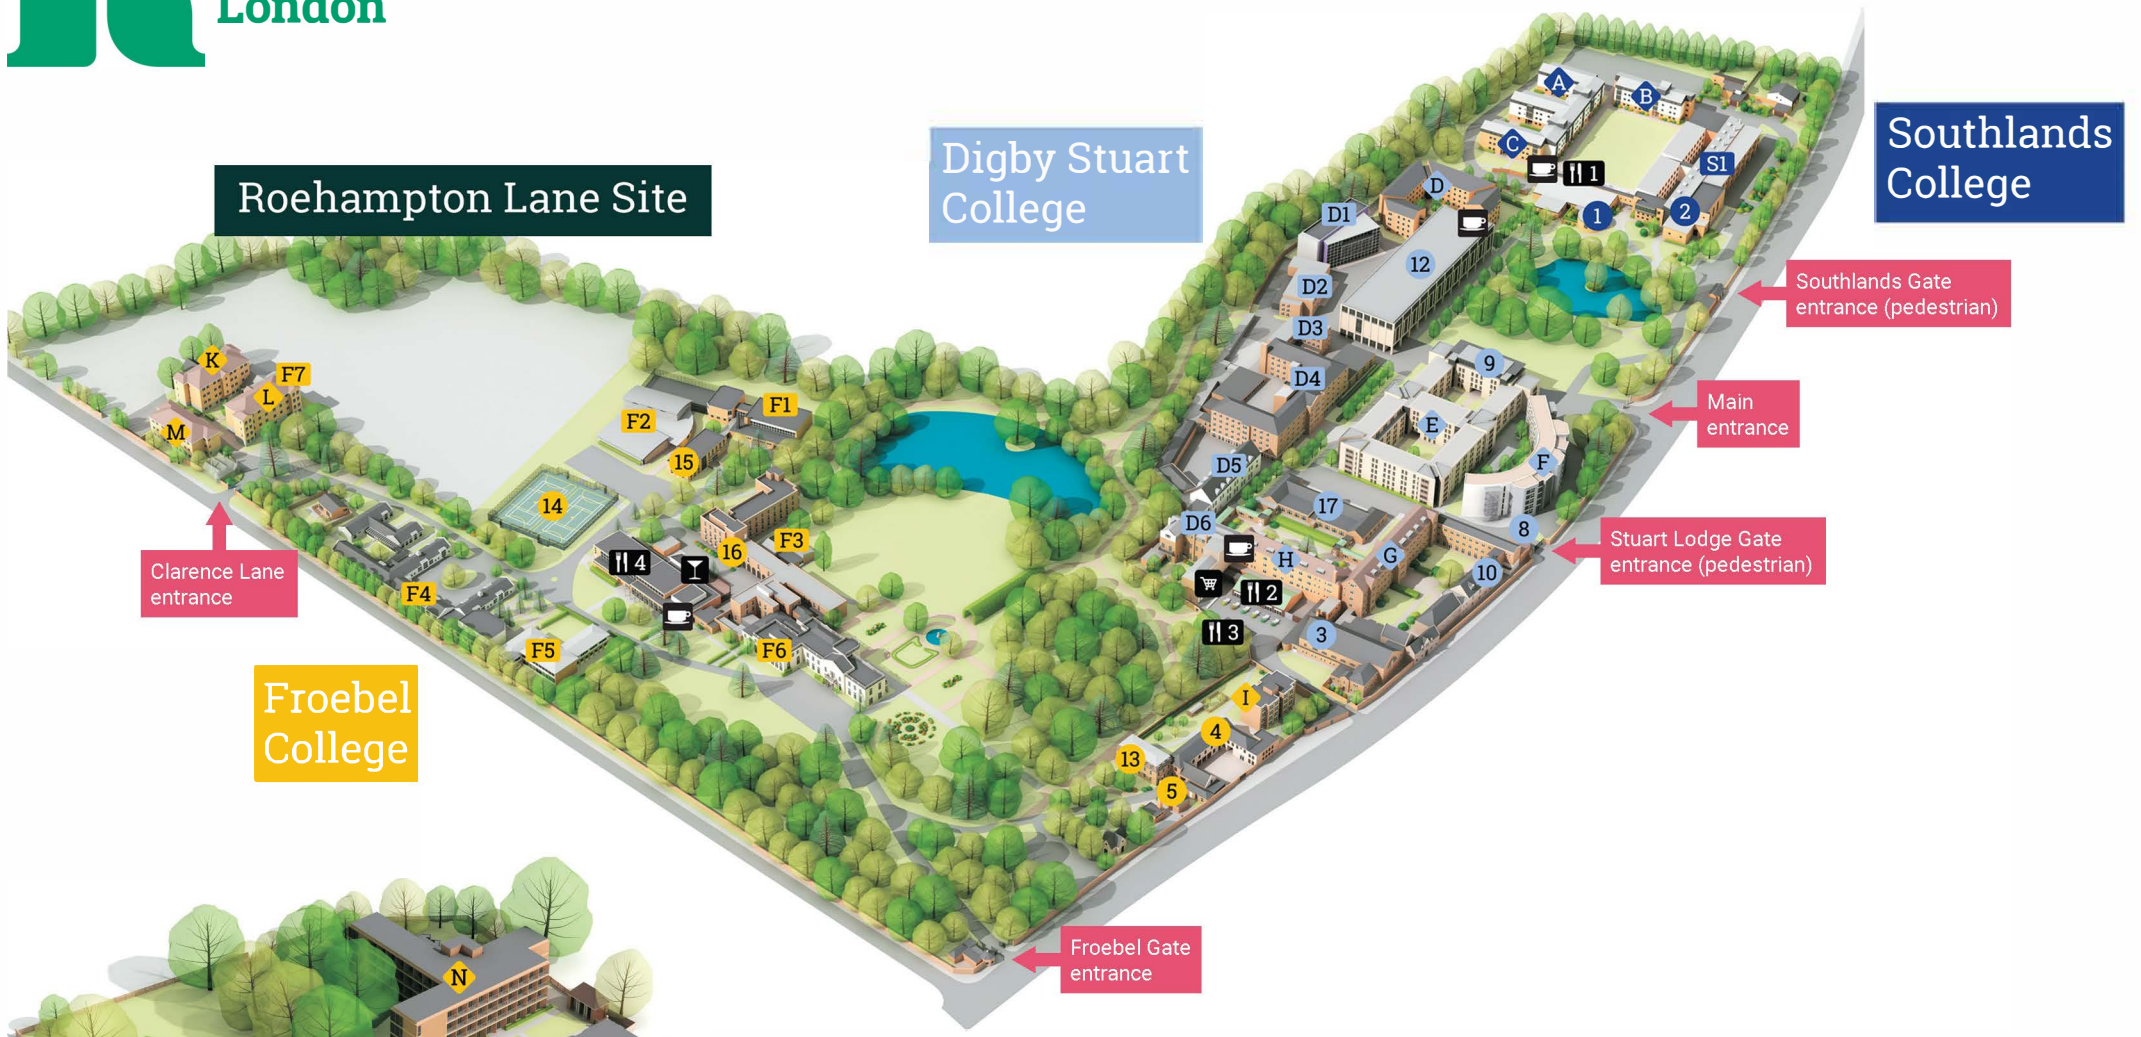 London
Roehampton Lane Site
Digby Stuart
College
Southlands
College
A
B
C
1
S1
D
D1
1
2
12
D2
Southlands Gate
entrance (pedestrian)
D3
K
9
F7
D4
L
Main
entrance
F1
F2
E
M
15
D5
F
14
17
D6
8
Stuart Lodge Gate
entrance (pedestrian)
F3
16
G
4
H
10
Clarence Lane
entrance
F4
2
3
3
F5
F6
Froebel
College
I
4
13
5
Froebel Gate
entrance
N